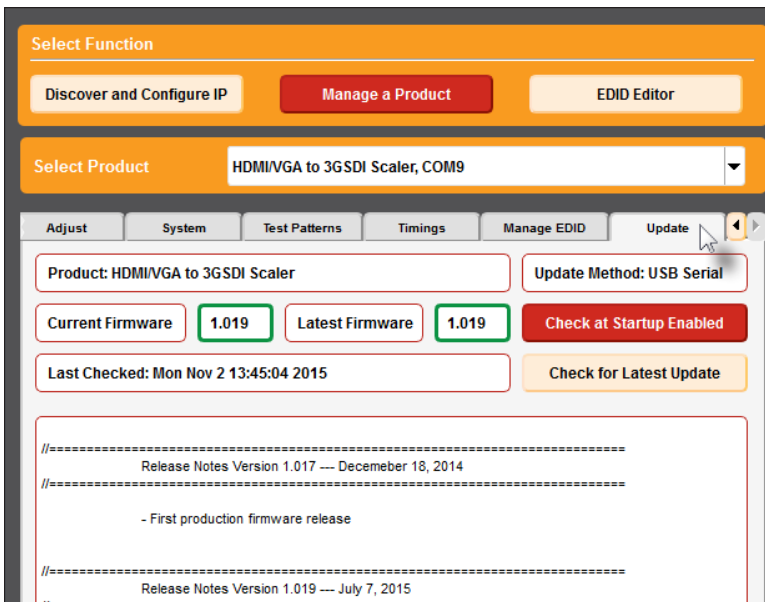 Select Function
Discover and Configure IP Manage a Product EDID Editor
Select Product HDMI/VGA to 3GSDI Scaler, COM9
Adjust System Test Patterns Timings Manage EDID Update
Product: HDMI/VGA to 3GSDI Scaler Update Method: USB Serial
Current Firmware 1.019 Latest Firmware 1.019 Check at Startup Enabled
Last Checked: Mon Nov 2 13:45:04 2015 Check for Latest Update
//=============================================================================
Release Notes Version 1.017 --- Decemeber 18, 2014
//=============================================================================
- First production firmware release
//=============================================================================
Release Notes Version 1.019 --- July 7, 2015